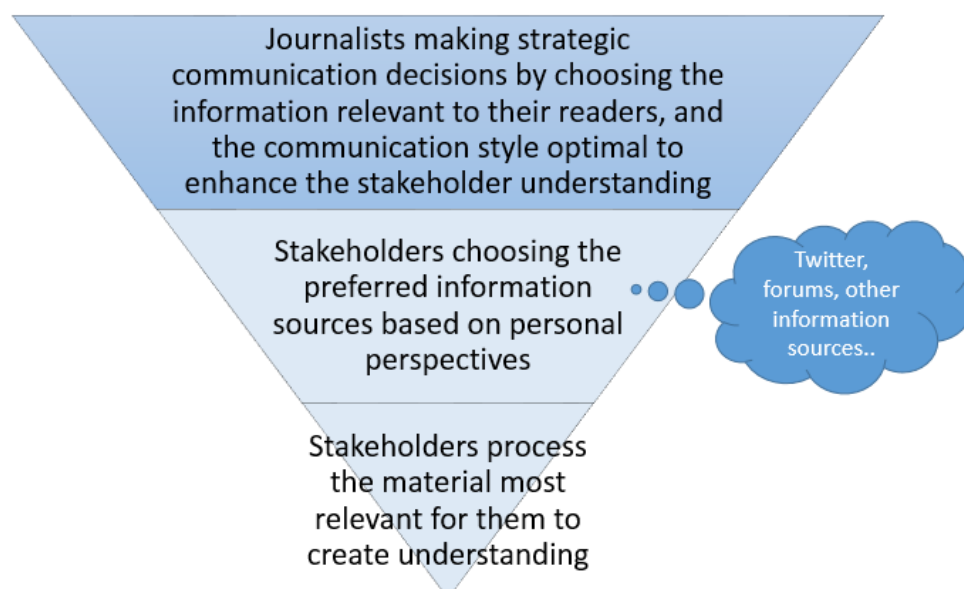 Journalists making strategic
communication decisions by choosing the
information relevant to their readers, and
the communication style optimal to
enhance the stakeholder understanding
Stakeholders choosing the
preferred information
sources based on personal
perspectives
Twitter,
forums, other
information
sources..
Stakeholders process
the material most
relevant for them to
create understanding